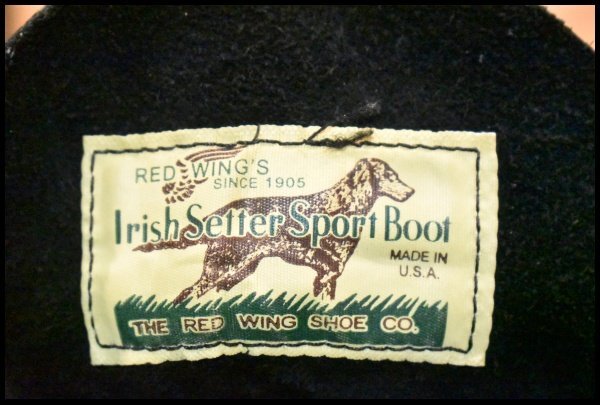 RED WING'S
SINCE 1905
Irish Setter Sport Boot
MADE IN
U.S.A.
THE RED WING SHOE CO.